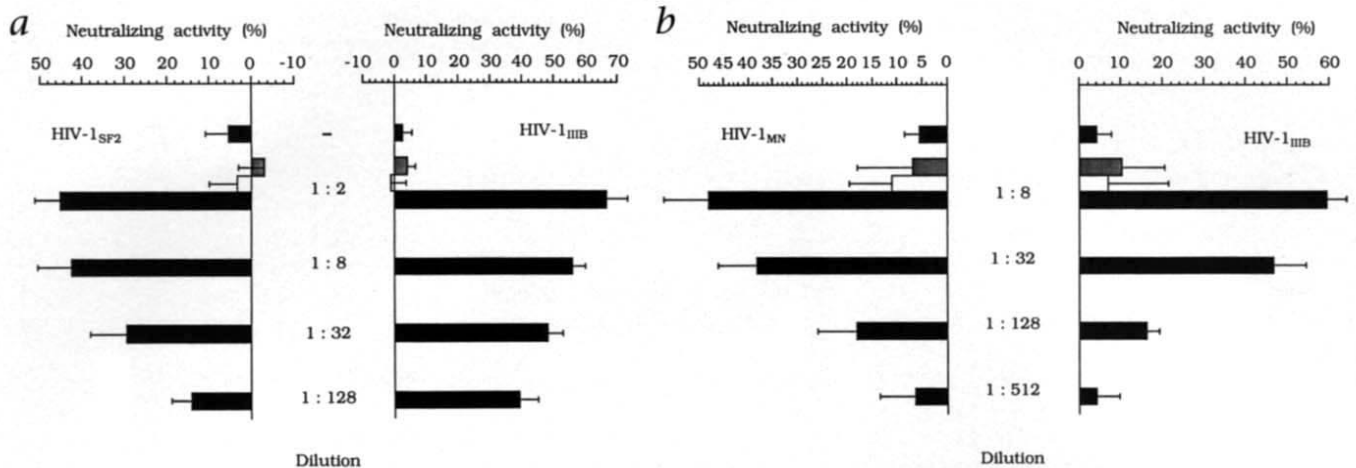 a
Neutralizing activity (%)
50 40 30 20 10 0 -10
HIV-1SF2
Neutralizing activity (%)
-10 0 10 20 30 40 50 60 70
HIV-1IIIB
-
1 : 2
1 : 8
1 : 32
1 : 128
Dilution
b
Neutralizing activity (%)
50 45 40 35 30 25 20 15 10 5 0
HIV-1MN
Neutralizing activity (%)
0 10 20 30 40 50 60
HIV-1IIIB
1 : 8
1 : 32
1 : 128
1 : 512
Dilution